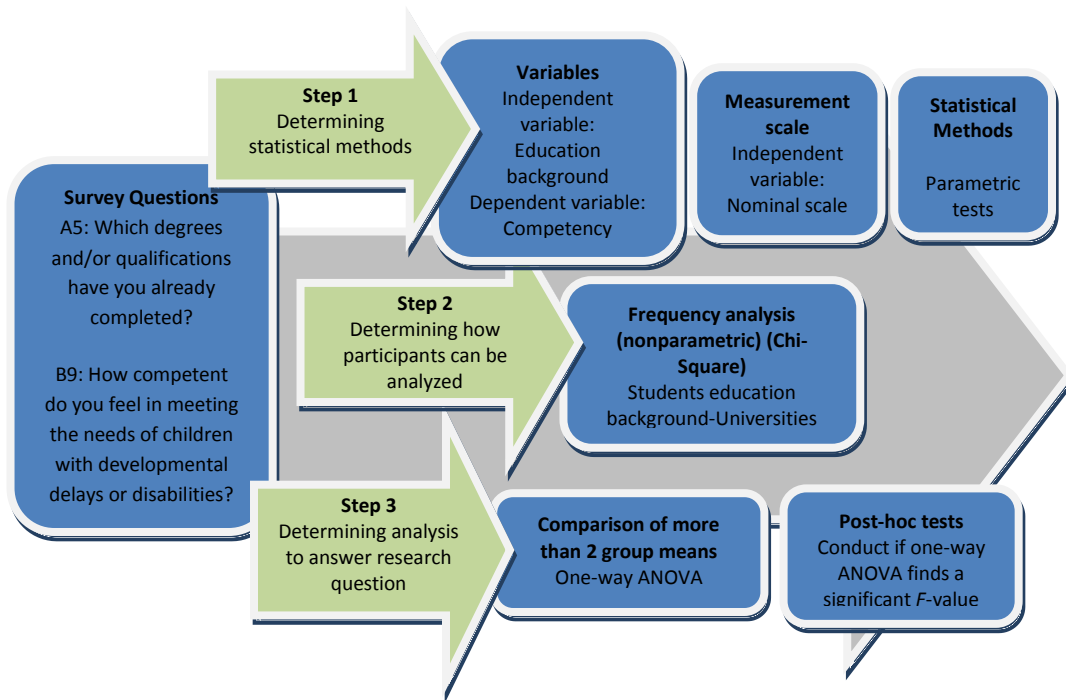 Survey Questions
A5: Which degrees
and/or qualifications
have you already
completed?
B9: How competent
do you feel in meeting
the needs of children
with developmental
delays or disabilities?
Step 1
Determining
statistical methods
Variables
Independent
variable:
Education
background
Dependent variable:
Competency
Measurement
scale
Independent
variable:
Nominal scale
Statistical
Methods
Parametric
tests
Step 2
Determining how
participants can be
analyzed
Frequency analysis
(nonparametric) (Chi-
Square)
Students education
background-Universities
Step 3
Determining analysis
to answer research
question
Comparison of more
than 2 group means
One-way ANOVA
Post-hoc tests
Conduct if one-way
ANOVA finds a
significant F-value